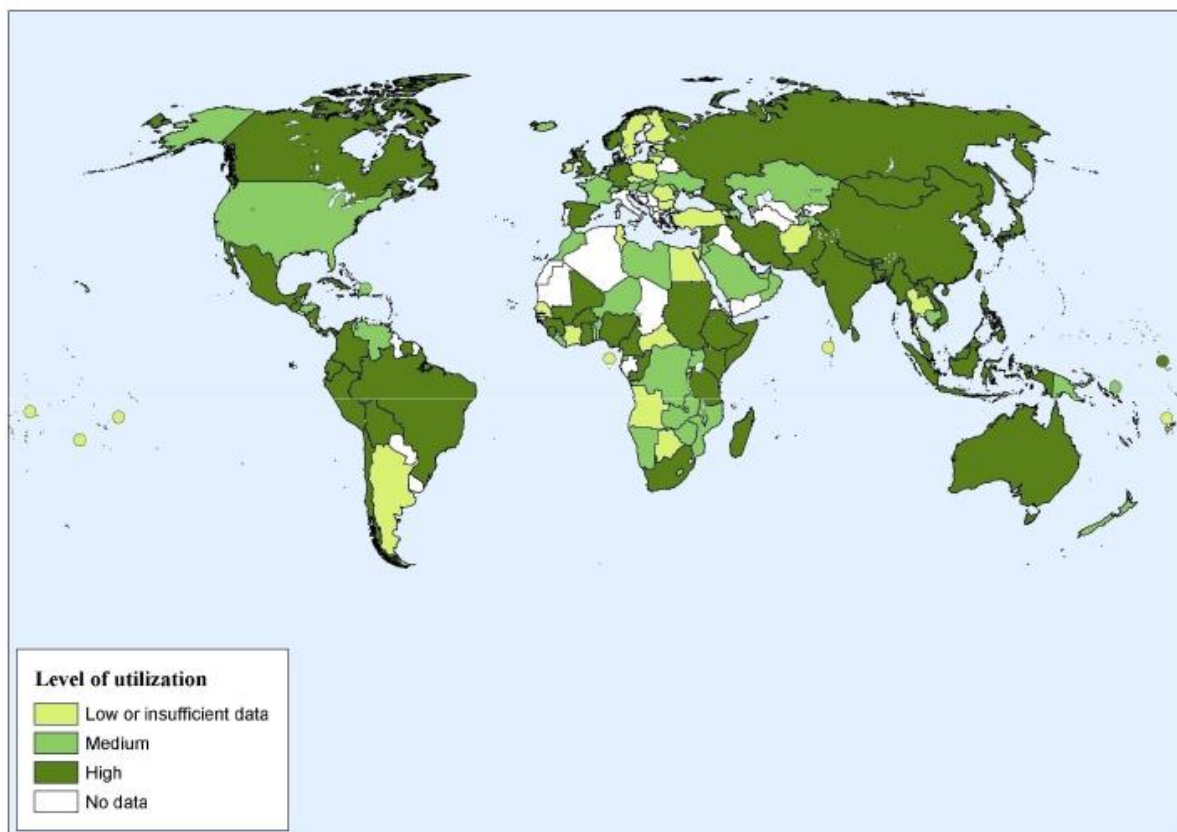 Level of utilization
Low or insufficient data
Medium
High
No data